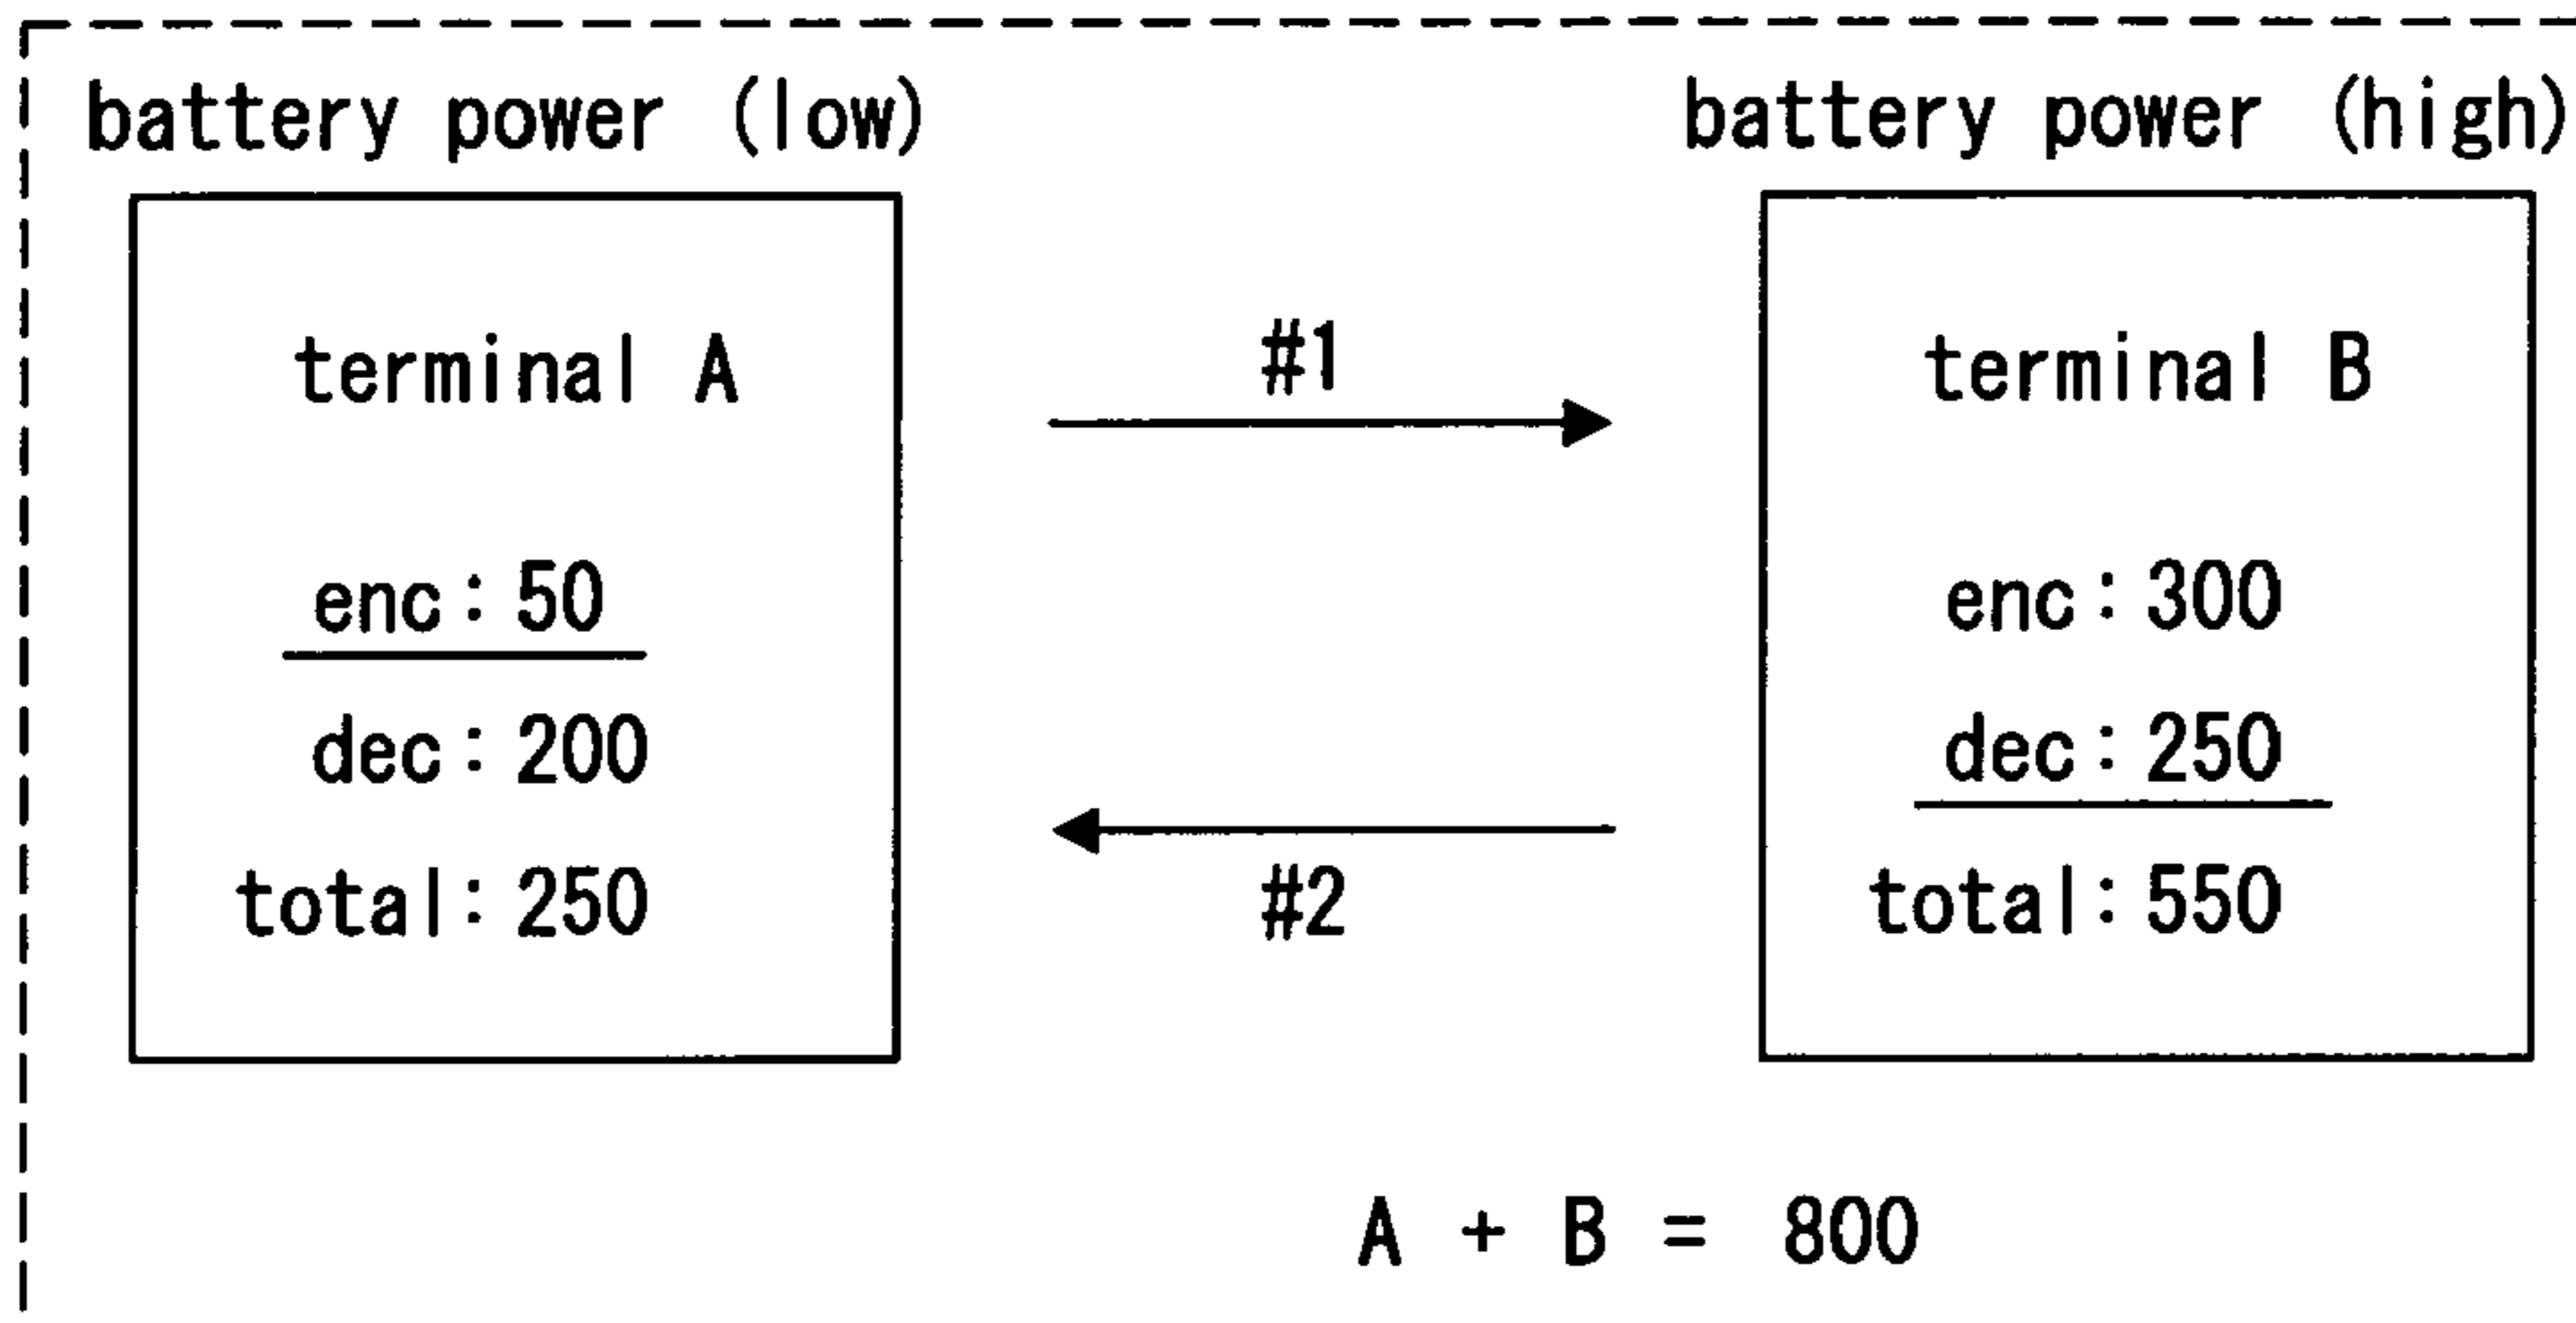 battery power (low)
battery power (high)
terminal A
enc: 50
dec: 200
total: 250
#1
#2
terminal B
enc: 300
dec: 250
total: 550
A + B = 800